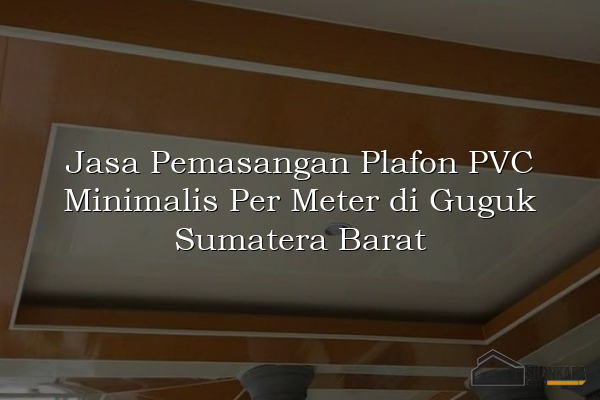 Jasa Pemasangan Plafon PVC
Minimalis Per Meter di Guguk
Sumatera Barat